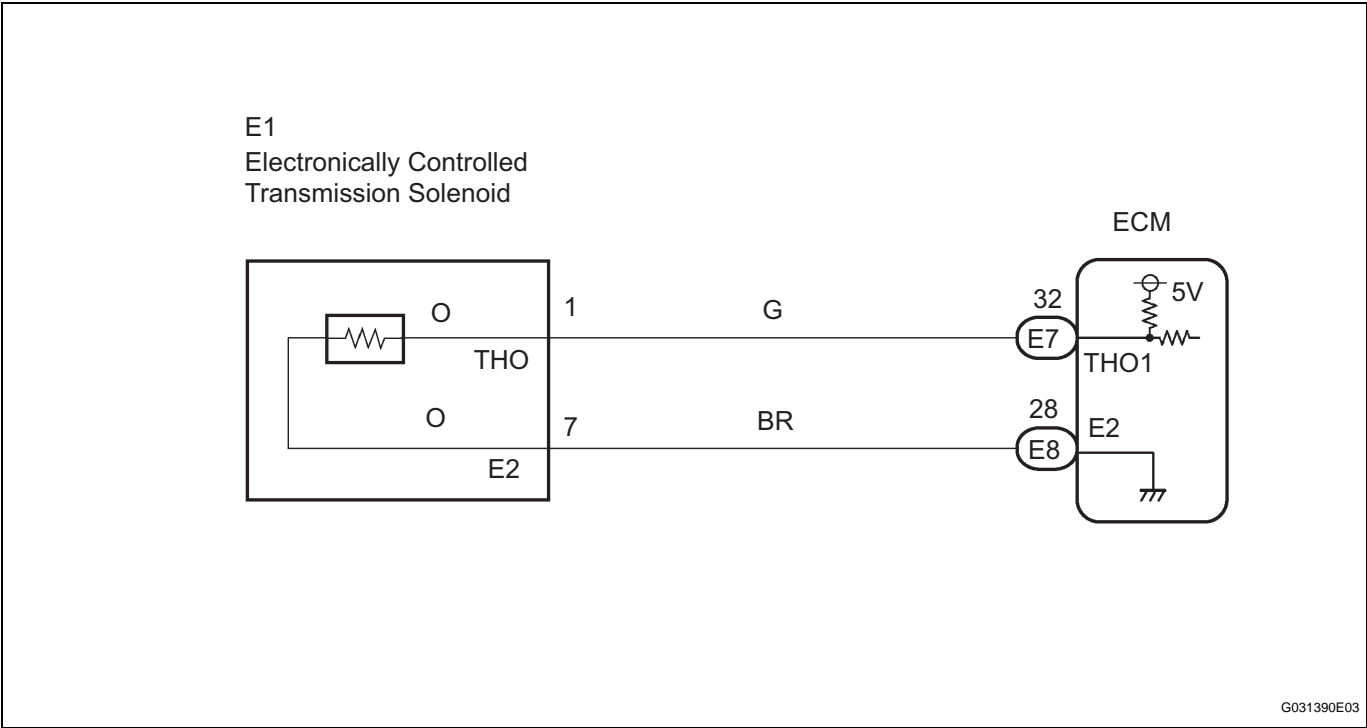 E1
Electronically Controlled
Transmission Solenoid
ECM
O
1
G
32
5V
THO
E7
THO1
O
7
BR
28
E2
E2
E8
G031390E03